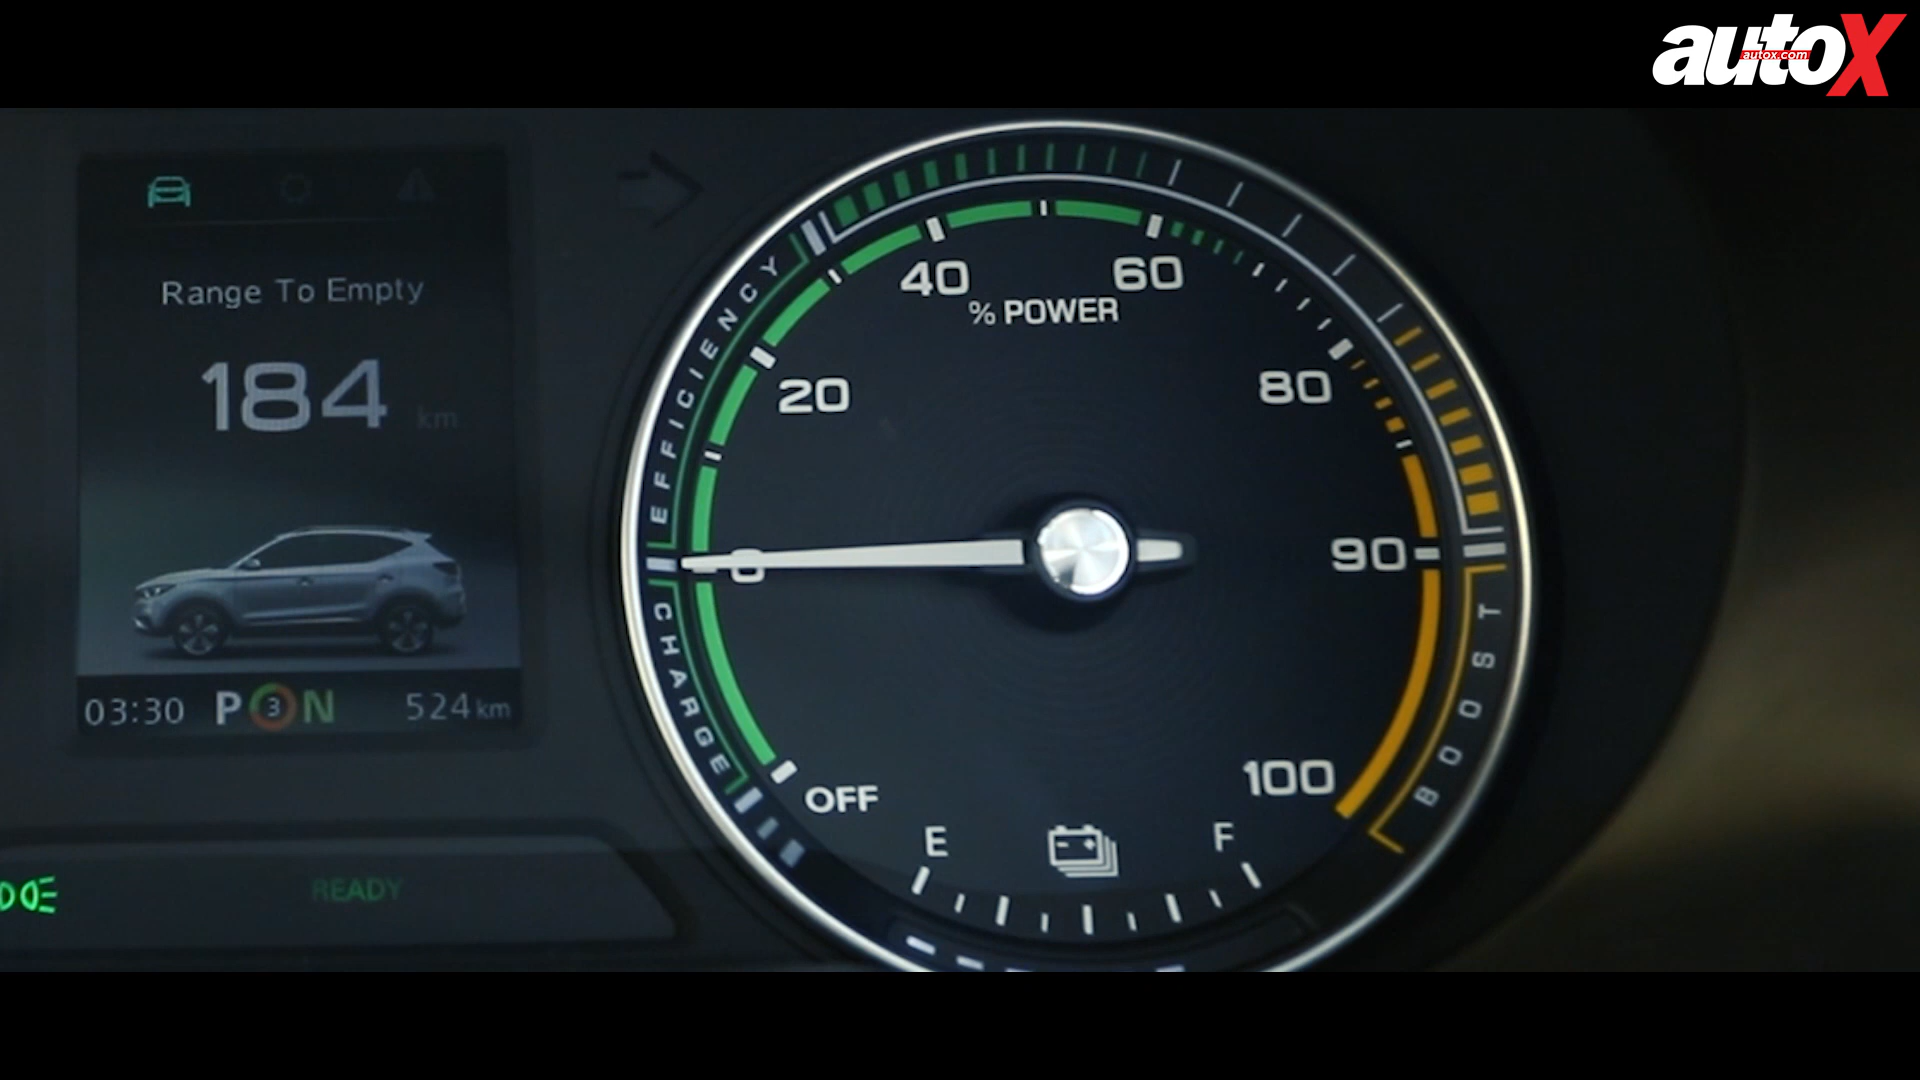 autoX
autox.com
Range To Empty
184 km
03:30 P 3 N 524 km
READY
EFFICIENCY
CHARGE
BOOST
% POWER
OFF
0
20
40
60
80
90
100
E F